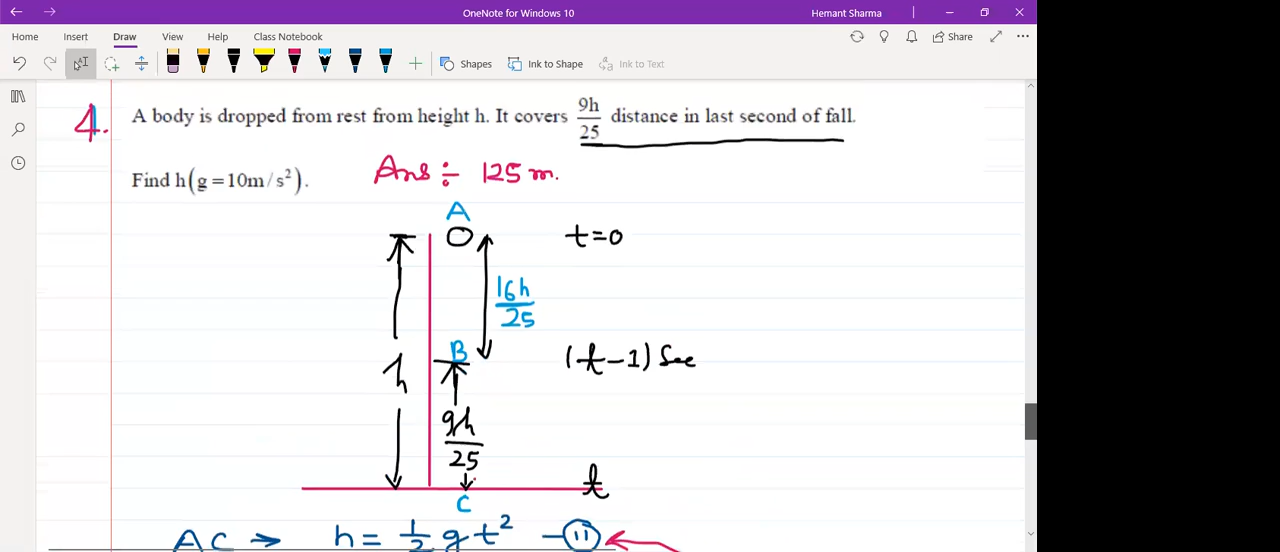 OneNote for Windows 10
Hemant Sharma
Home Insert Draw View Help Class Notebook
Share
Shapes Ink to Shape Ink to Text
4. A body is dropped from rest from height h. It covers 9h/25 distance in last second of fall.
Find h(g = 10m/s²). Ans ÷ 125 m.
A
t=0
16h/25
B
(t-1) Sec
h
9h/25
t
C
AC → h = 1/2 g t² - (11)